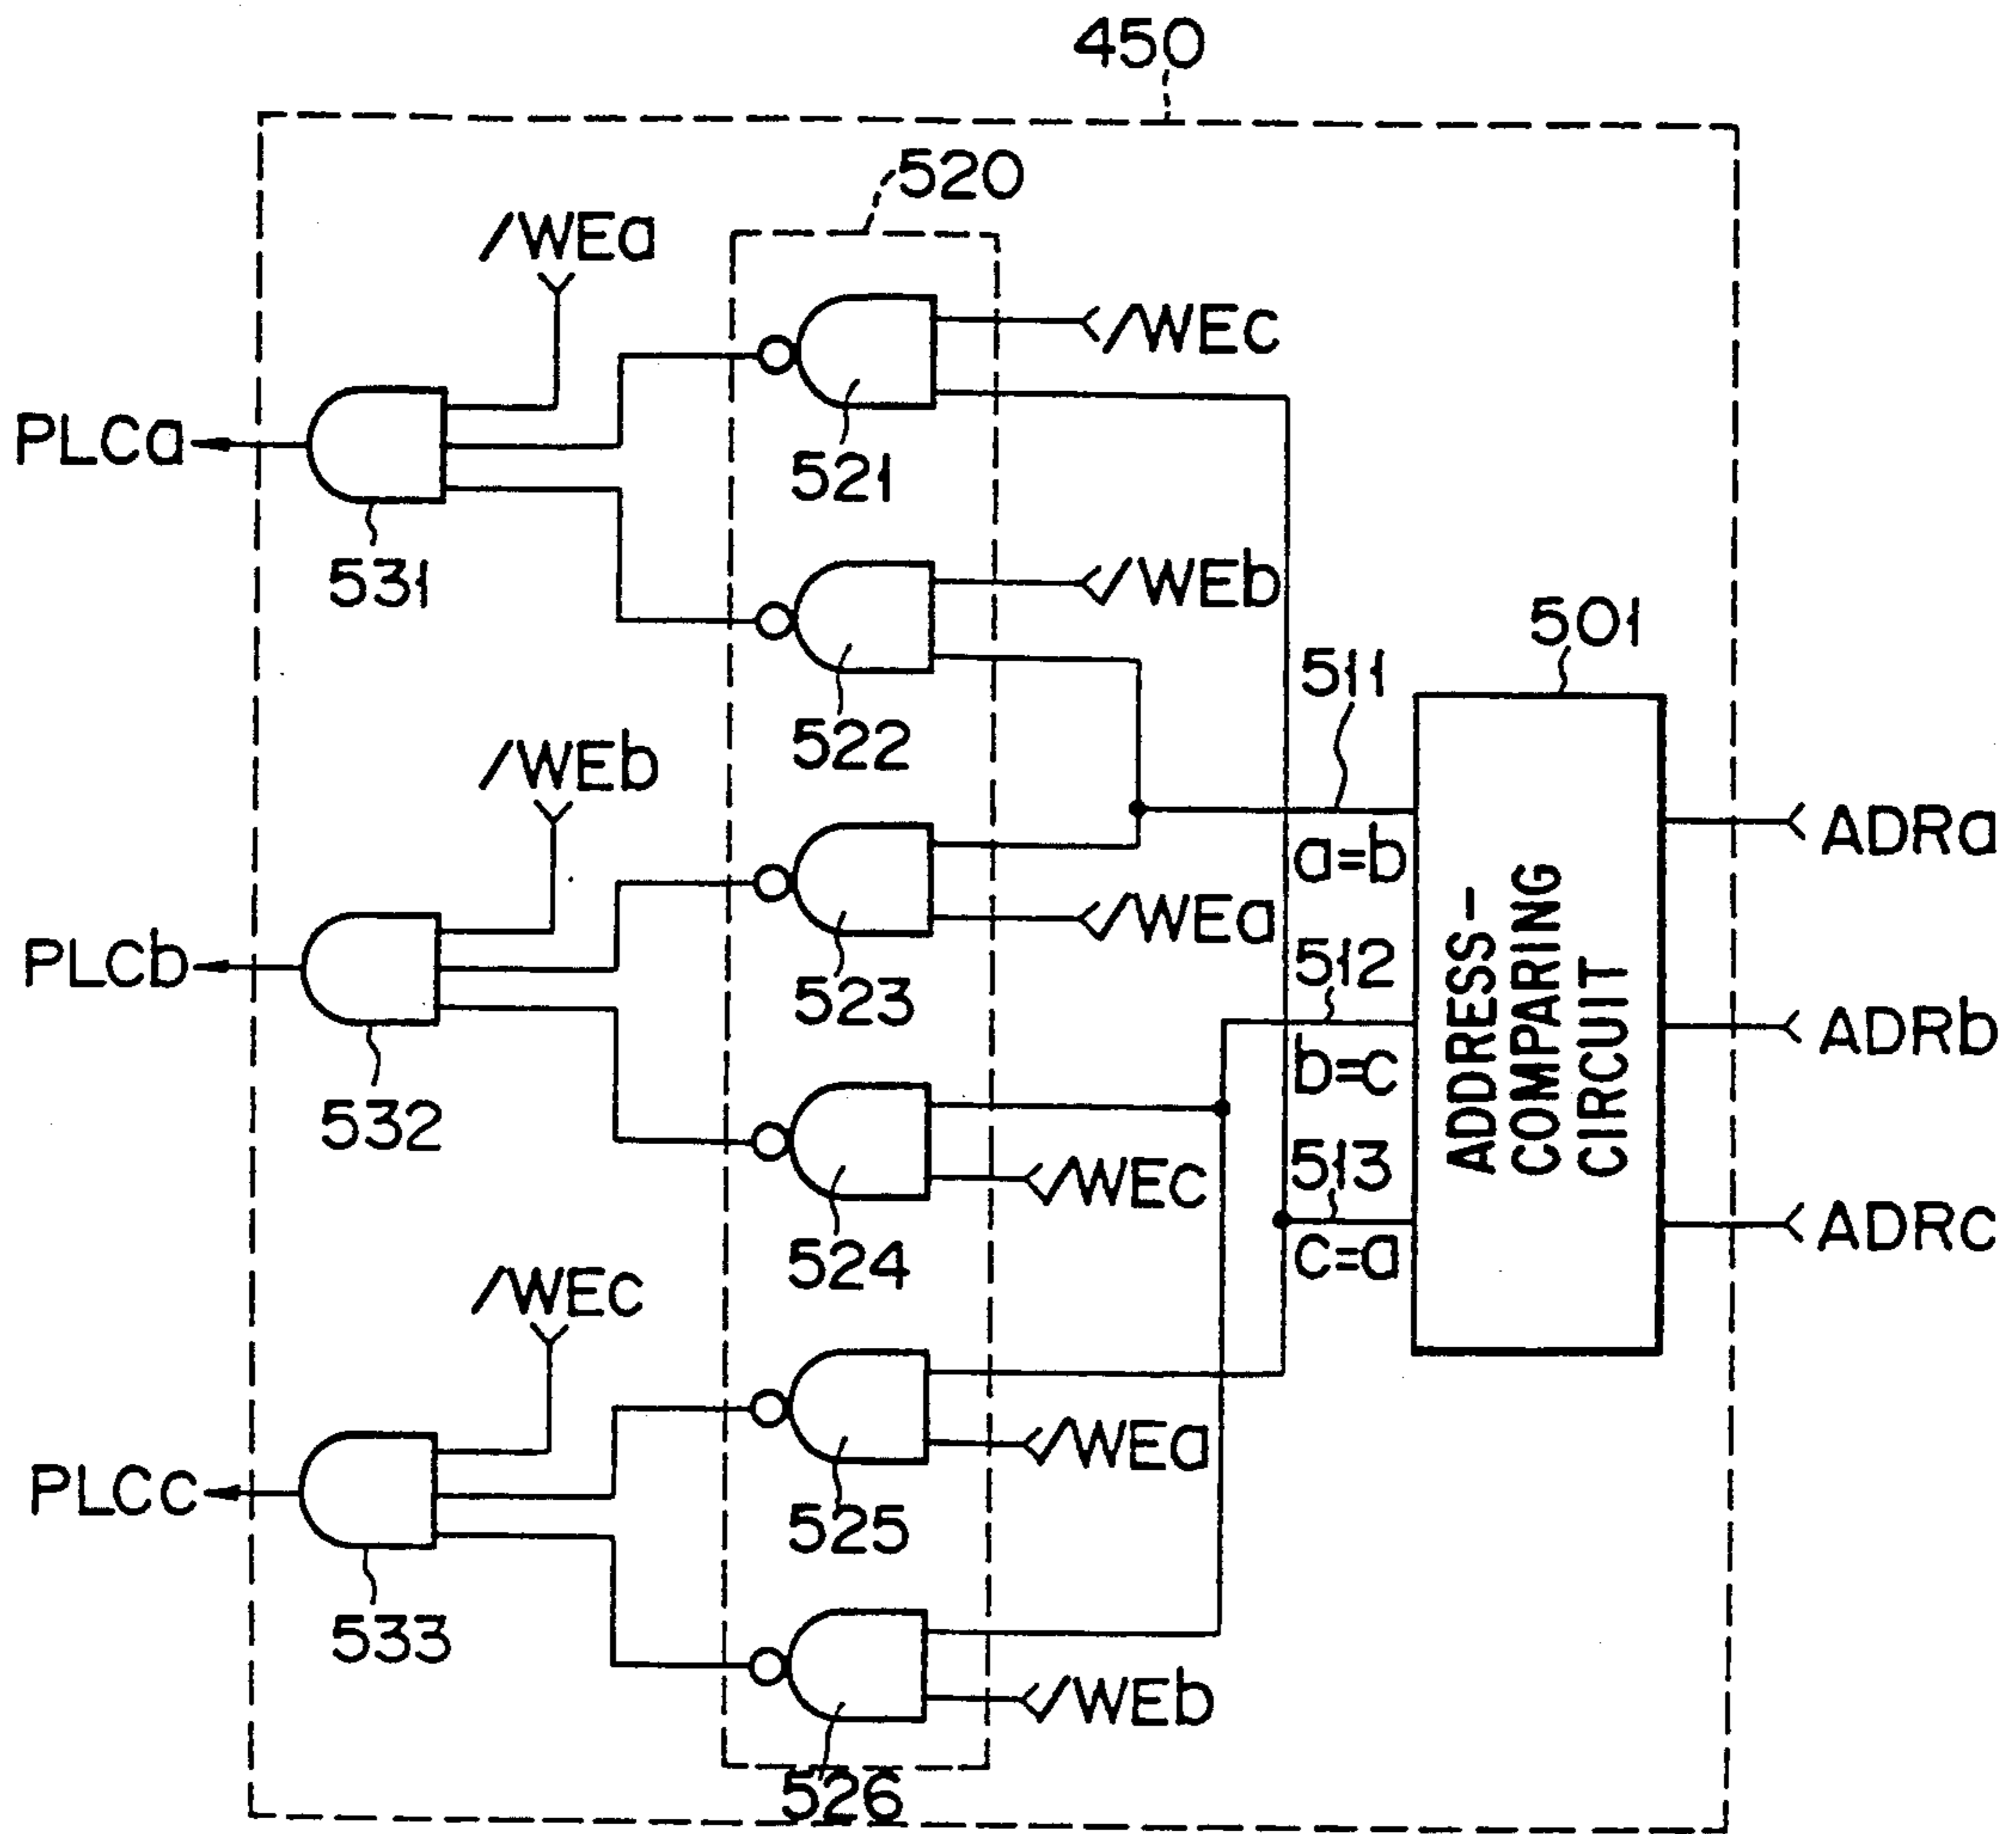 450
520
/WEa
/WEc
PLCa
521
531
/WEb
501
511
522
/WEb
ADRa
a=b
/WEa
512
PLCb
523
ADDRESS-
COMPARING
CIRCUIT
ADRb
b=c
532
513
/WEc
ADRc
524
c=a
/WEc
/WEa
PLCc
525
533
/WEb
526